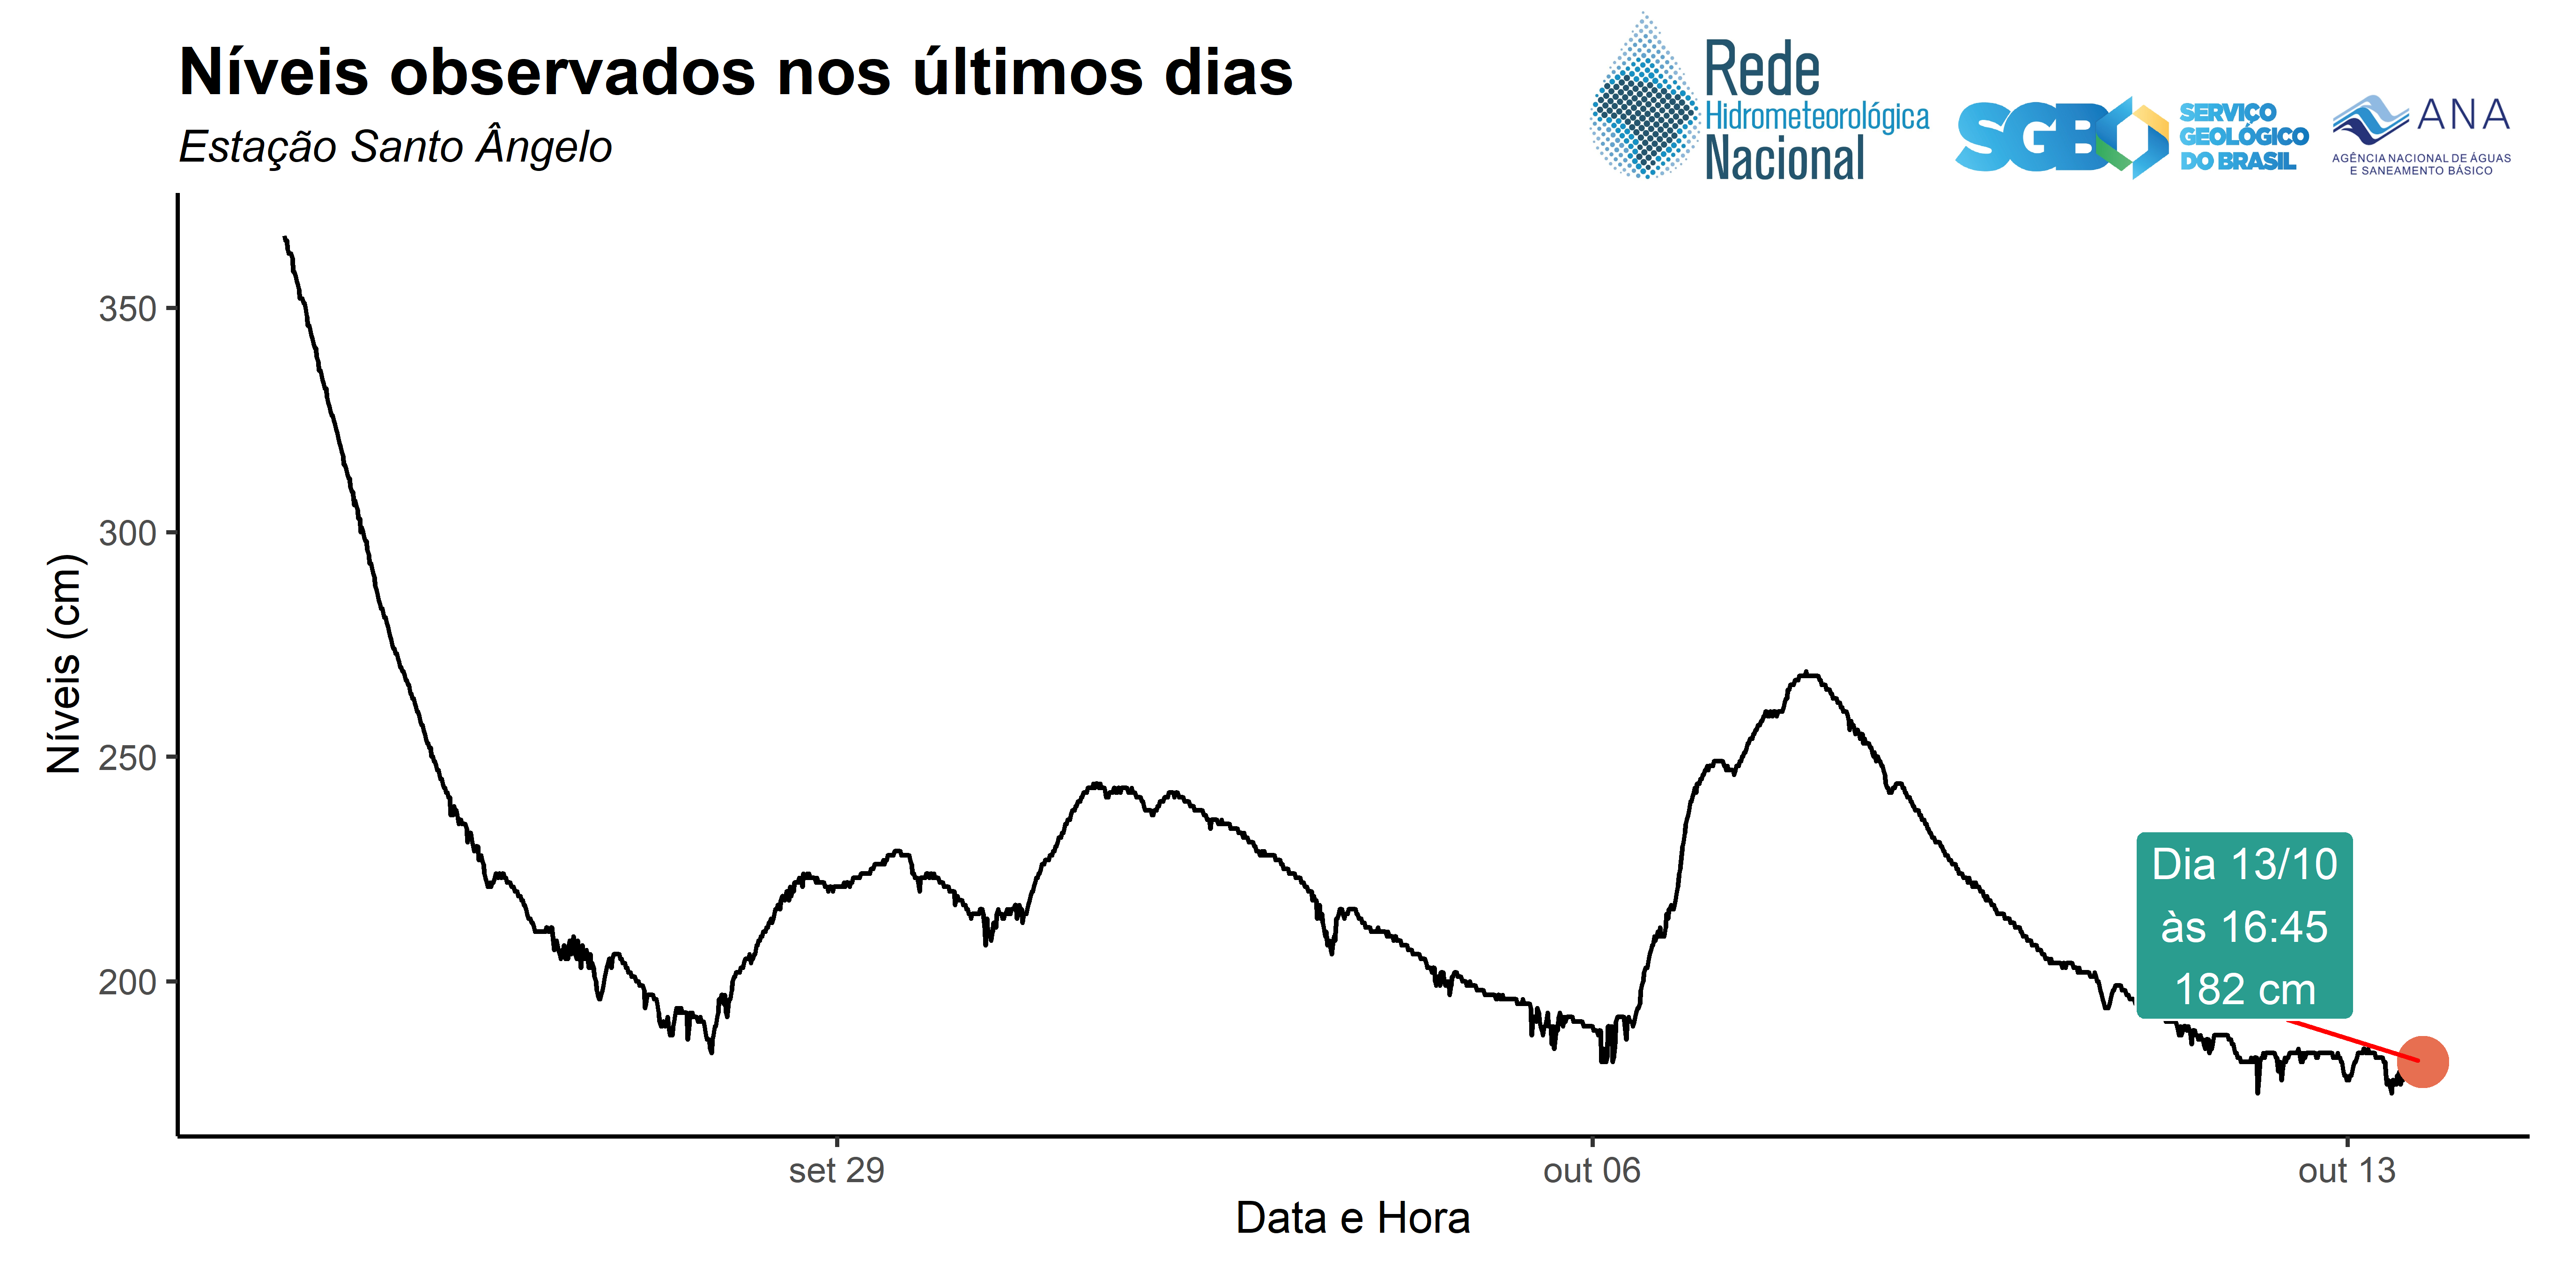 Níveis observados nos últimos dias
Estação Santo Ângelo
Rede
Hidrometeorológica
Nacional
SGB
SERVIÇO
GEOLÓGICO
DO BRASIL
ANA
AGÊNCIA NACIONAL DE ÁGUAS
E SANEAMENTO BÁSICO
Níveis (cm)
350
300
250
200
Dia 13/10
às 16:45
182 cm
set 29
out 06
out 13
Data e Hora